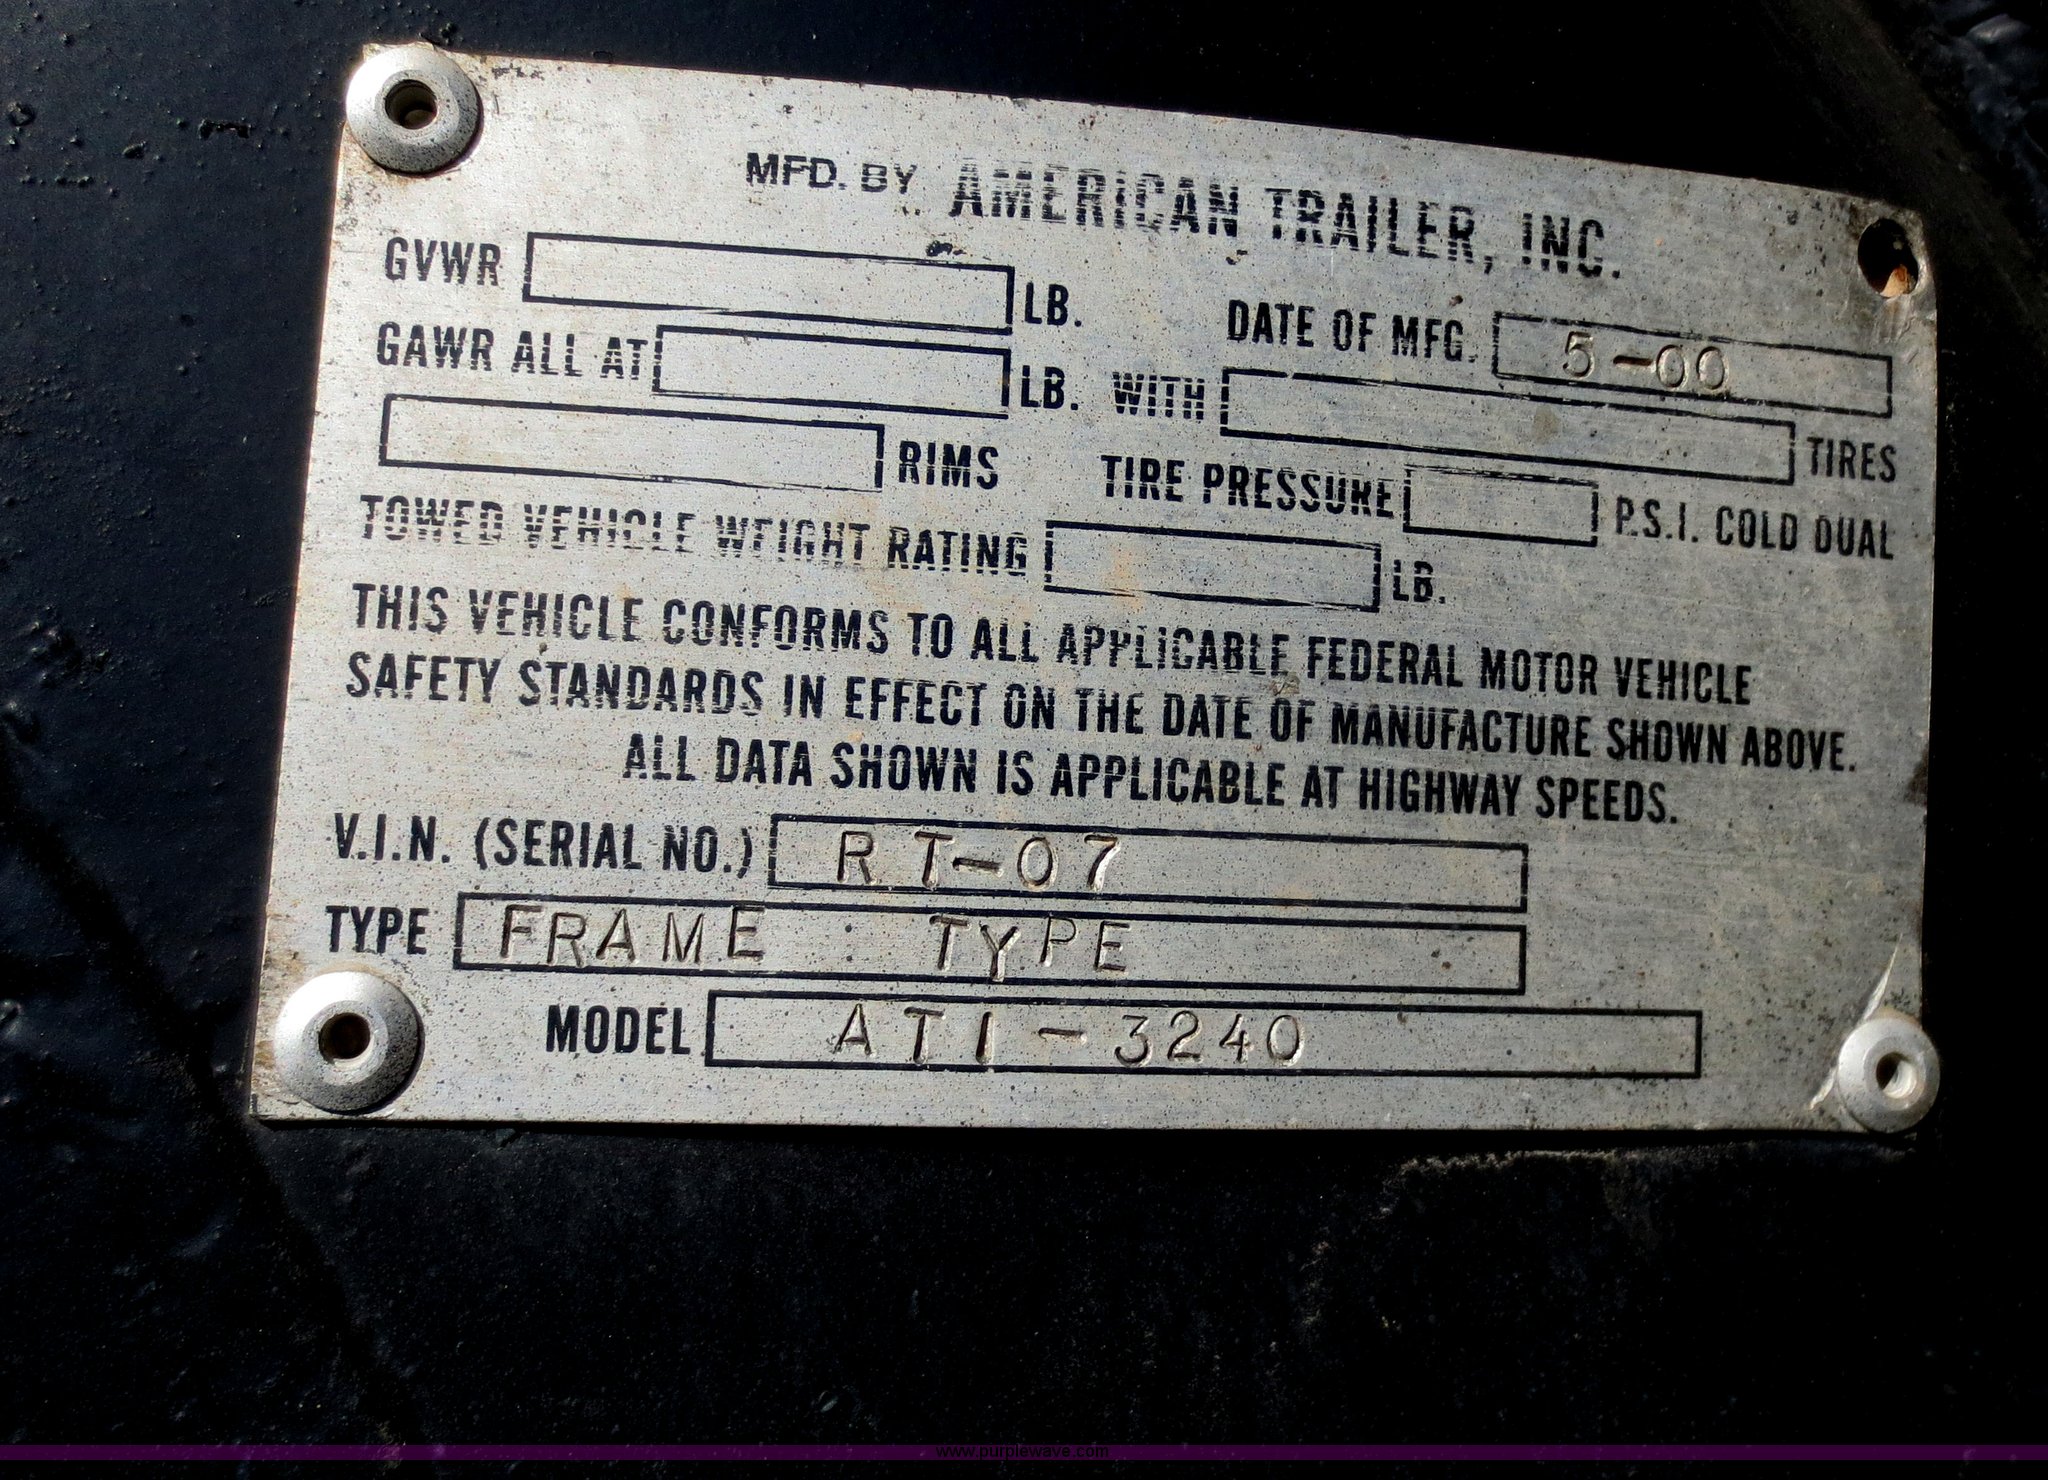 MFD. BY AMERICAN TRAILER, INC.
GVWR LB. DATE OF MFG. 5-00
GAWR ALL AT LB. WITH TIRES
RIMS TIRE PRESSURE P.S.I. COLD DUAL
TOWED VEHICLE WEIGHT RATING LB.
THIS VEHICLE CONFORMS TO ALL APPLICABLE FEDERAL MOTOR VEHICLE
SAFETY STANDARDS IN EFFECT ON THE DATE OF MANUFACTURE SHOWN ABOVE.
ALL DATA SHOWN IS APPLICABLE AT HIGHWAY SPEEDS.
V.I.N. (SERIAL NO.) RT-07
TYPE FRAME TYPE
MODEL ATI-3240
www.purplewave.com